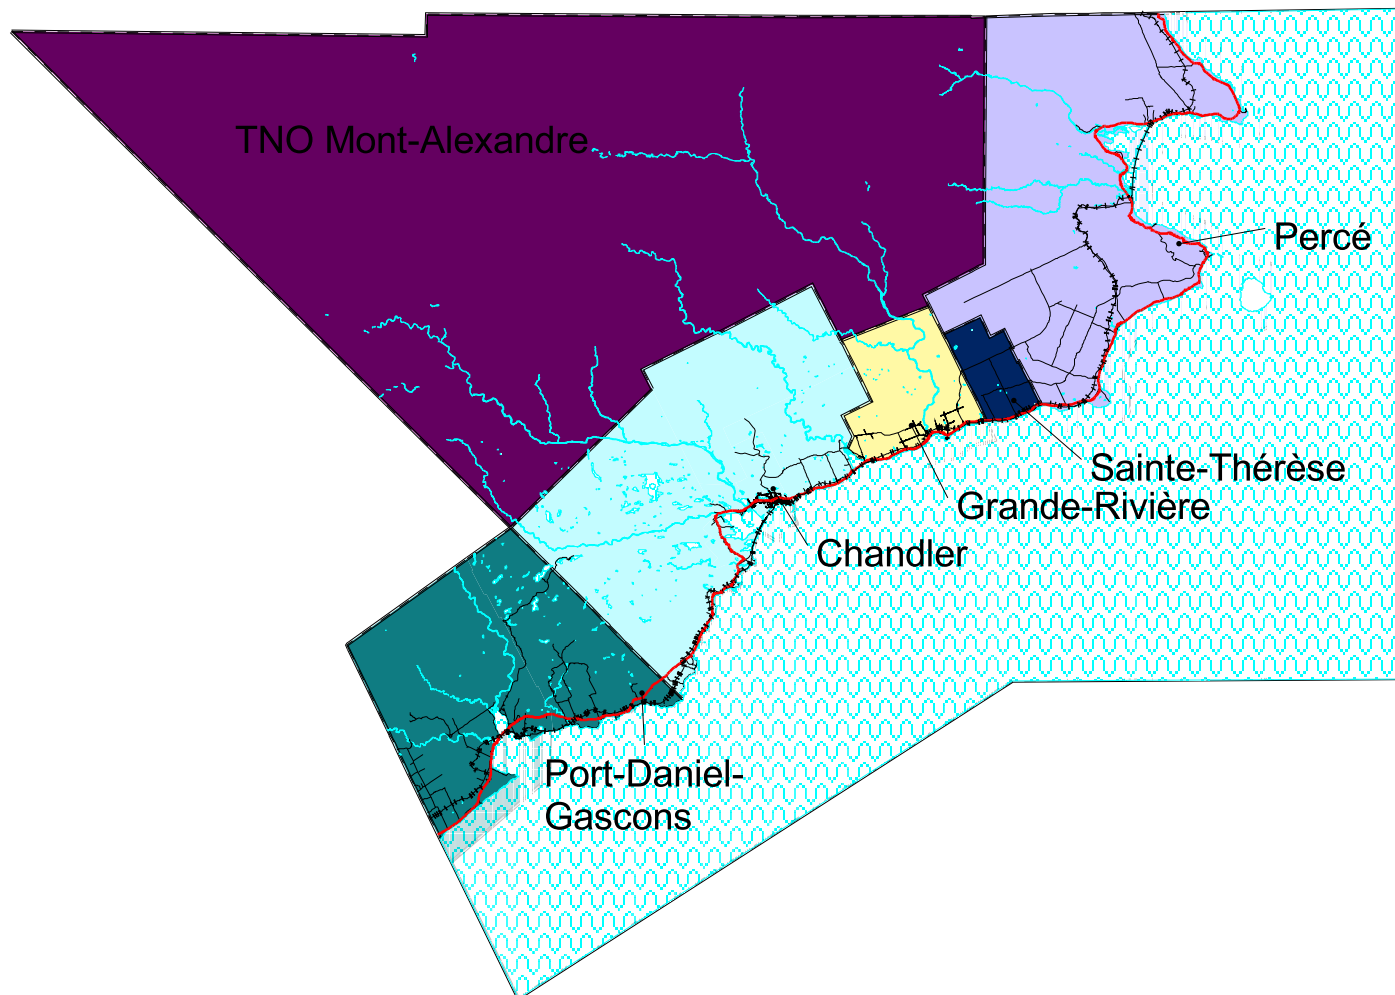 TNO Mont-Alexandre
Percé
Sainte-Thérèse
Grande-Rivière
Chandler
Port-Daniel-
Gascons